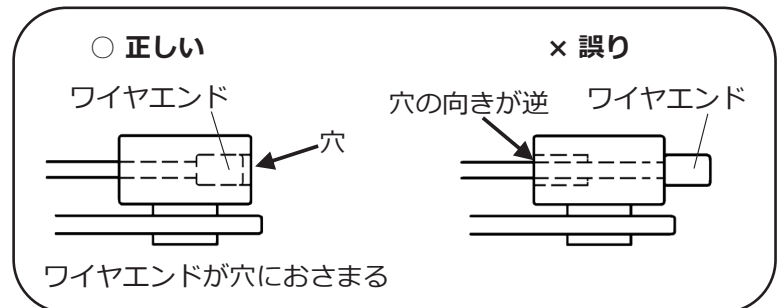 ○ 正しい
ワイヤエンド
穴
ワイヤエンドが穴におさまる
× 誤り
穴の向きが逆
ワイヤエンド